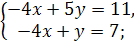 −4x + 5y = 11,
−4x + y = 7;